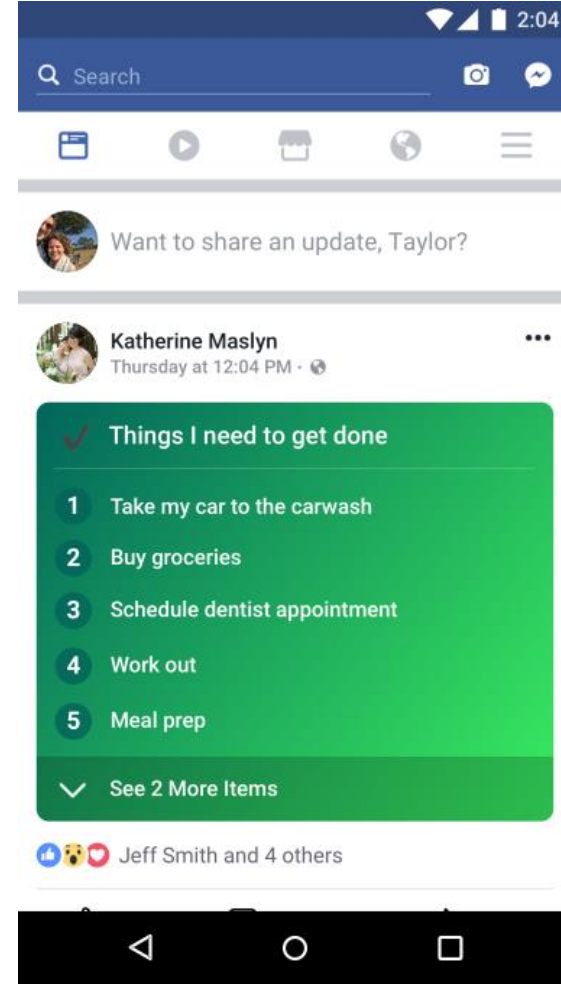 2:04
Search
Want to share an update, Taylor?
Katherine Maslyn
Thursday at 12:04 PM ·
Things I need to get done
1 Take my car to the carwash
2 Buy groceries
3 Schedule dentist appointment
4 Work out
5 Meal prep
See 2 More Items
Jeff Smith and 4 others